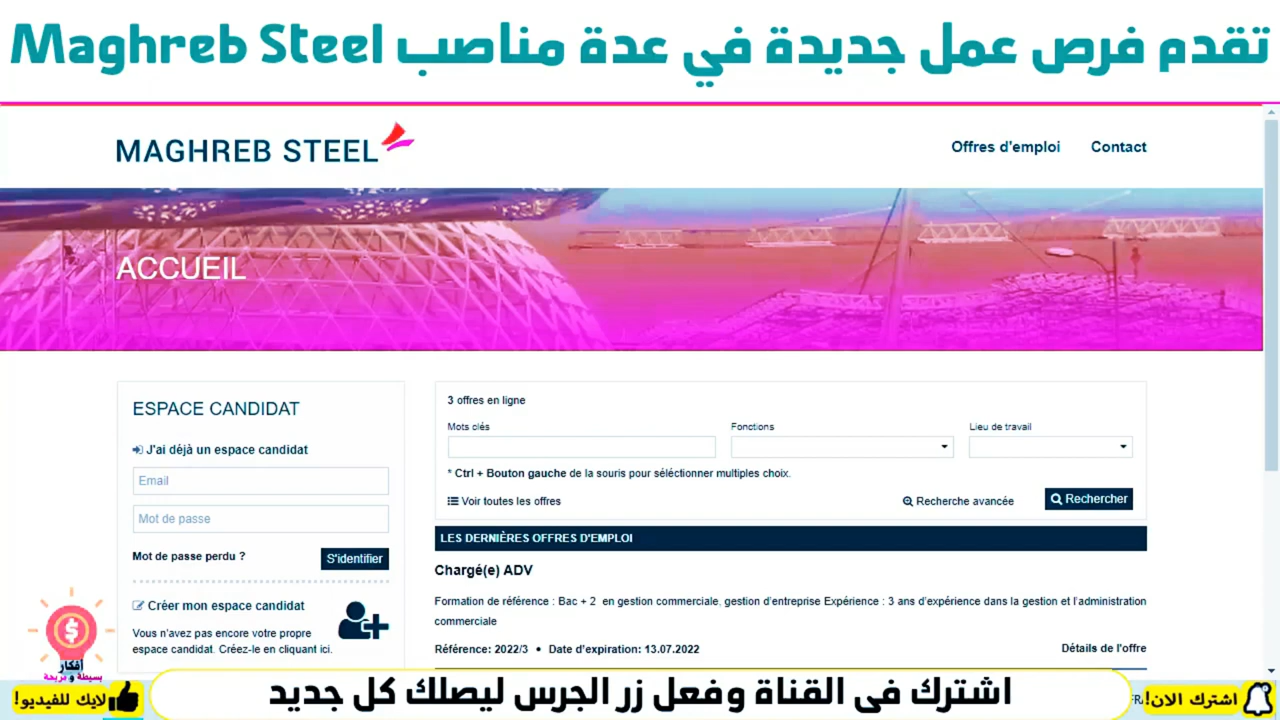 تقدم فرص عمل جديدة في عدة مناصب Maghreb Steel
MAGHREB STEEL
Offres d'emploi
Contact
ACCUEIL
ESPACE CANDIDAT
J'ai déjà un espace candidat
Email
Mot de passe
Mot de passe perdu ?
S'identifier
Créer mon espace candidat
Vous n'avez pas encore votre propre
espace candidat. Créez-le en cliquant ici.
3 offres en ligne
Mots clés
Fonctions
Lieu de travail
* Ctrl + Bouton gauche de la souris pour séléctionner multiples choix.
Voir toutes les offres
Recherche avancée
Rechercher
LES DERNIÈRES OFFRES D'EMPLOI
Chargé(e) ADV
Formation de référence : Bac + 2 en gestion commerciale. gestion d'entreprise Expérience : 3 ans d'expérience dans la gestion et l'administration
commerciale
Référence: 2022/3 • Date d'expiration: 13.07.2022
Détails de l'offre
أفكار
بسيطة و مربحة
لايك للفيديو!
اشترك في القناة وفعل زر الجرس ليصلك كل جديد
اشترك الان!